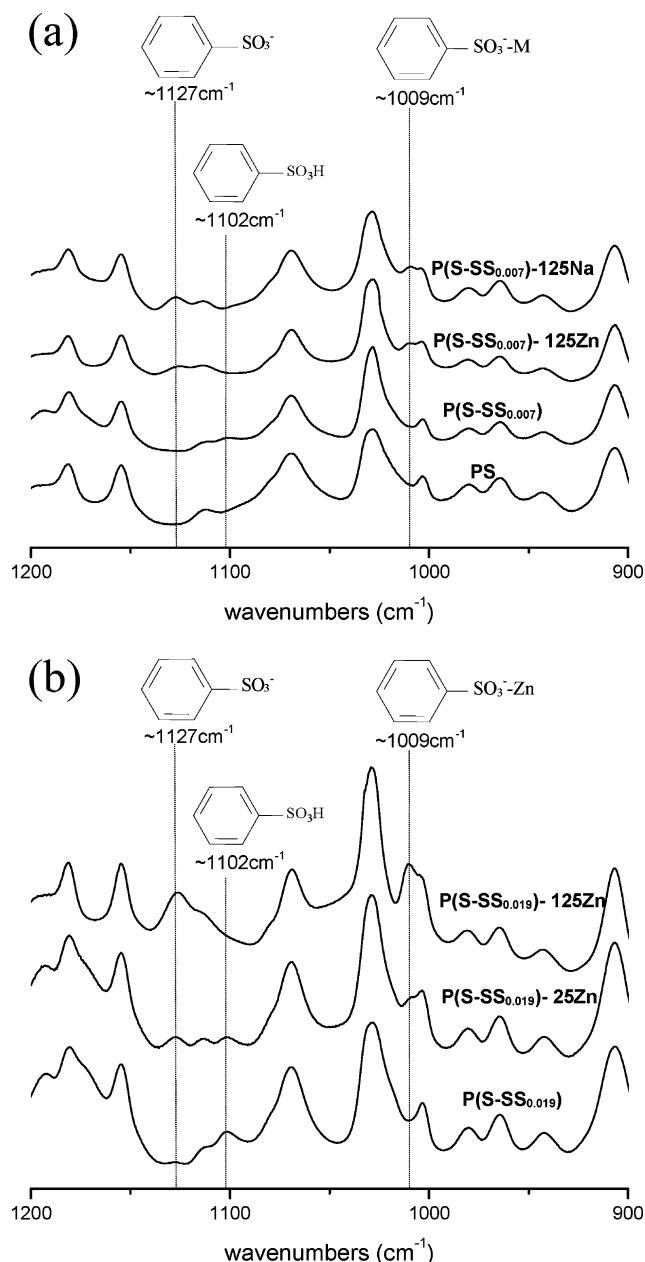 (a)
SO₃⁻
SO₃⁻-M
~1127cm⁻¹
~1009cm⁻¹
SO₃H
~1102cm⁻¹
P(S-SS₀.₀₀₇)-125Na
P(S-SS₀.₀₀₇)- 125Zn
P(S-SS₀.₀₀₇)
PS
1200 1100 1000 900
wavenumbers (cm⁻¹)
(b)
SO₃⁻
SO₃⁻-Zn
~1127cm⁻¹
~1009cm⁻¹
SO₃H
~1102cm⁻¹
P(S-SS₀.₀₁₉)- 125Zn
P(S-SS₀.₀₁₉)- 25Zn
P(S-SS₀.₀₁₉)
1200 1100 1000 900
wavenumbers (cm⁻¹)